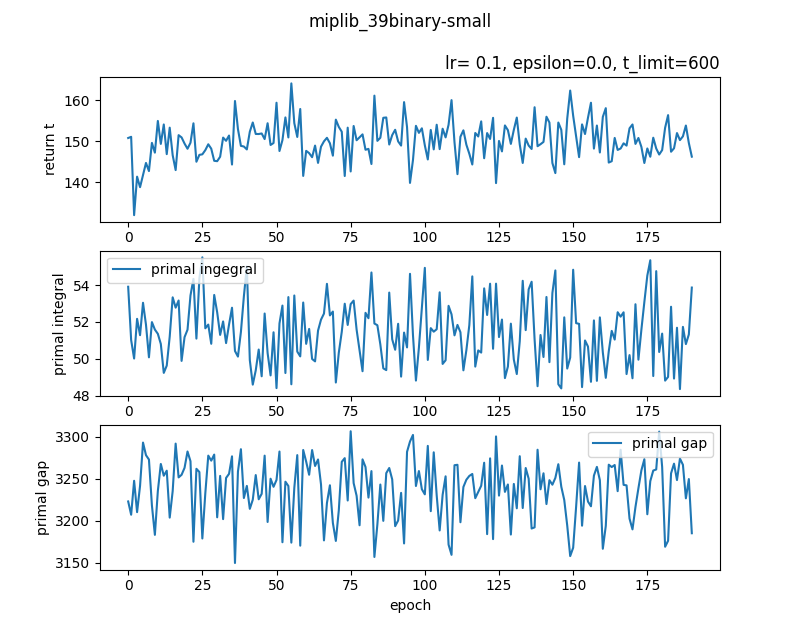 miplib_39binary-small
lr= 0.1, epsilon=0.0, t_limit=600
return t
160
150
140
0 25 50 75 100 125 150 175
primal integral
primal ingegral
54
52
50
48
0 25 50 75 100 125 150 175
primal gap
primal gap
3300
3250
3200
3150
0 25 50 75 100 125 150 175
epoch